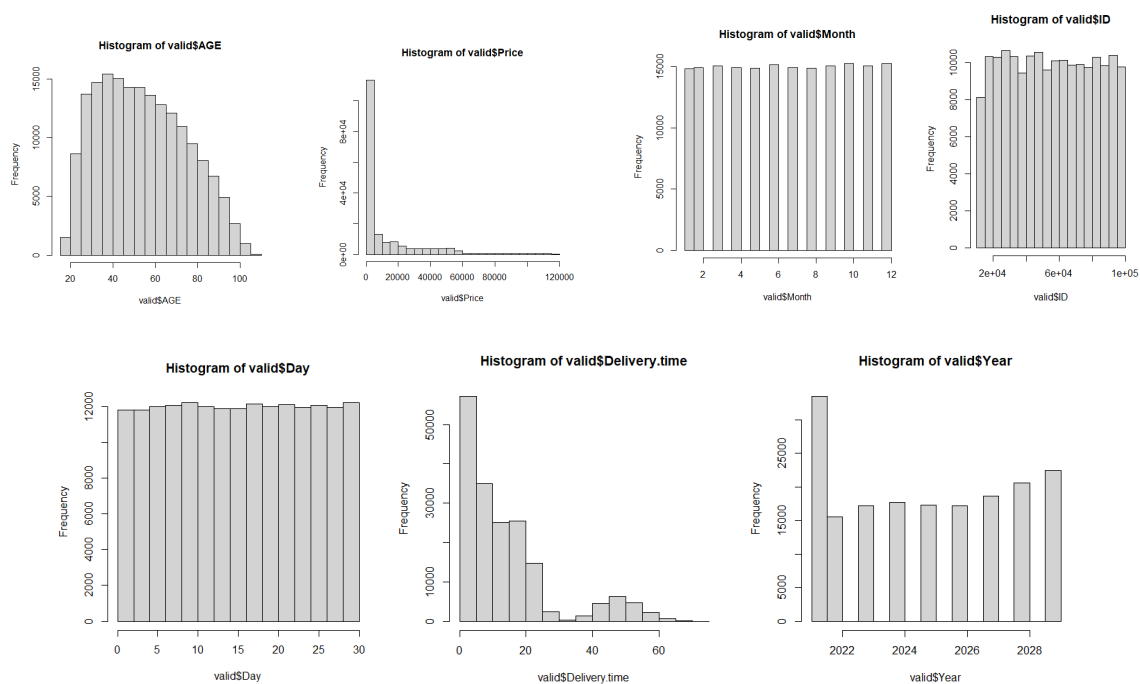 Histogram of valid$AGE
Frequency
0 5000 10000 15000
20 40 60 80 100
valid$AGE
Histogram of valid$Price
Frequency
0e+00 4e+04 8e+04
0 20000 40000 60000 80000 120000
valid$Price
Histogram of valid$Month
Frequency
0 5000 10000 15000
2 4 6 8 10 12
valid$Month
Histogram of valid$ID
Frequency
0 2000 4000 6000 8000 10000
2e+04 6e+04 1e+05
valid$ID
Histogram of valid$Day
Frequency
0 2000 4000 6000 8000 12000
0 5 10 15 20 25 30
valid$Day
Histogram of valid$Delivery.time
Frequency
0 10000 30000 50000
0 20 40 60
valid$Delivery.time
Histogram of valid$Year
Frequency
0 5000 15000 25000
2022 2024 2026 2028
valid$Year